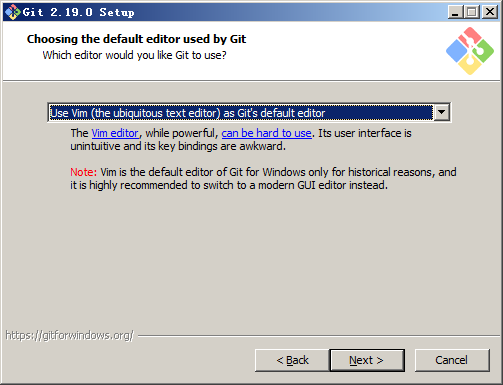 Git 2.19.0 Setup
Choosing the default editor used by Git
Which editor would you like Git to use?
Use Vim (the ubiquitous text editor) as Git's default editor
The Vim editor, while powerful, can be hard to use. Its user interface is
unintuitive and its key bindings are awkward.
Note: Vim is the default editor of Git for Windows only for historical reasons, and
it is highly recommended to switch to a modern GUI editor instead.
https://gitforwindows.org/
< Back
Next >
Cancel